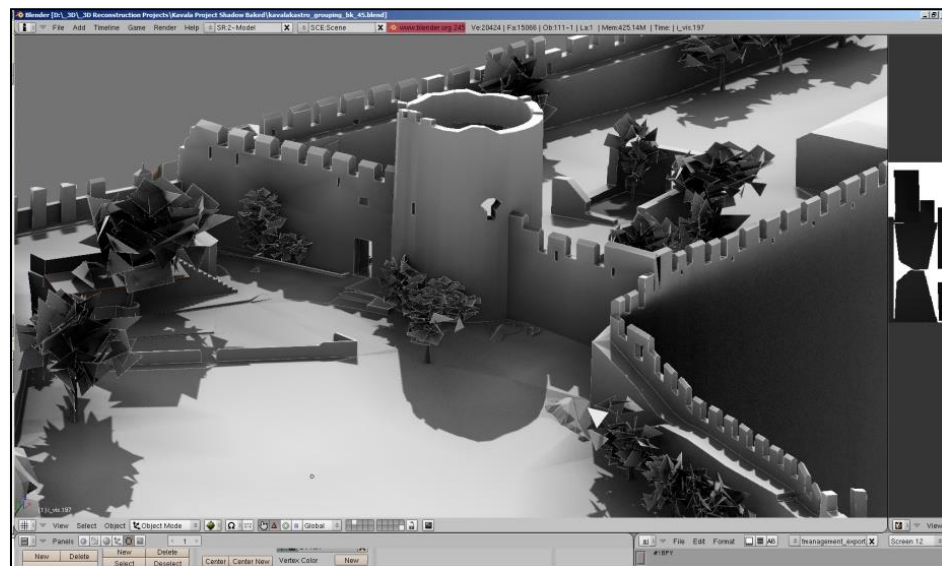 Blender [D:\_3D\_3D Reconstruction Projects\Kavala Project Shadow Baked\kavalakastro_grouping_bk_45.blend]
File Add Timeline Game Render Help SR:2-Model X SCE:Scene X www.blender.org 245 Ve:20424 | Fa:15066 | Ob:111-1 | La:1 | Mem:425.14M | Time: | i_vis.197
(1) i_vis.197
View Select Object Object Mode Global View
Panels 1 File Edit Format AB tmanagement_export X Screen 12
New Delete New Delete #!BPY
Select Deselect Center Center New Vertex Color New